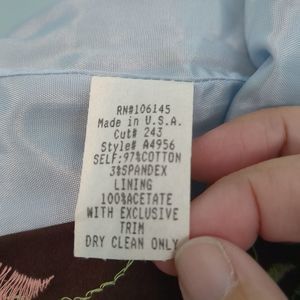 RN#106145
Made in U.S.A.
Cut# 243
Style# A4956
SELF:97%COTTON
3%SPANDEX
LINING
100%ACETATE
WITH EXCLUSIVE
TRIM
DRY CLEAN ONLY